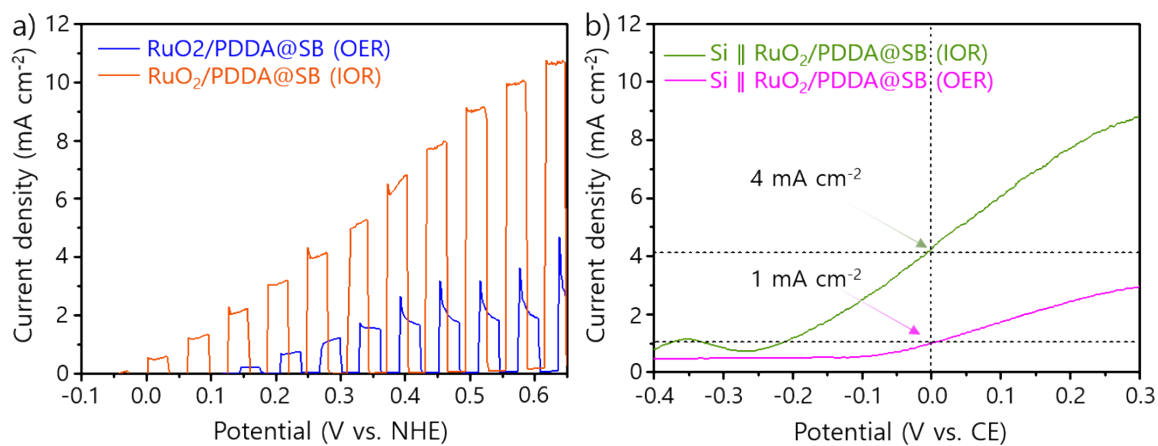 a)
12
10
8
6
4
2
0
Current density (mA cm⁻²)
RuO2/PDDA@SB (OER)
RuO₂/PDDA@SB (IOR)
-0.1 0.0 0.1 0.2 0.3 0.4 0.5 0.6
Potential (V vs. NHE)
b)
12
10
8
6
4
2
0
Current density (mA cm⁻²)
Si ∥ RuO₂/PDDA@SB (IOR)
Si ∥ RuO₂/PDDA@SB (OER)
4 mA cm⁻²
1 mA cm⁻²
-0.4 -0.3 -0.2 -0.1 0.0 0.1 0.2 0.3
Potential (V vs. CE)